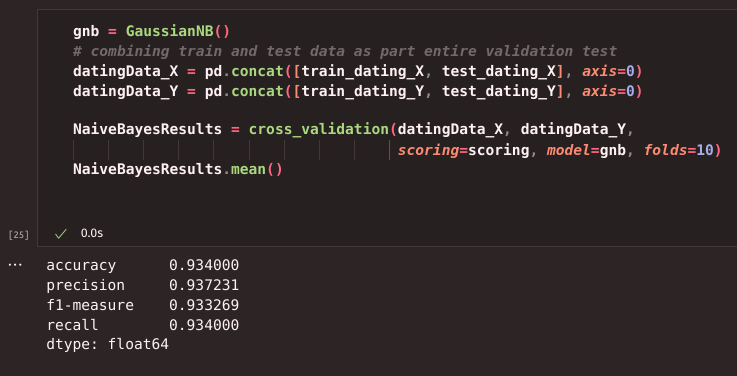 gnb = GaussianNB()
# combining train and test data as part entire validation test
datingData_X = pd.concat([train_dating_X, test_dating_X], axis=0)
datingData_Y = pd.concat([train_dating_Y, test_dating_Y], axis=0)
NaiveBayesResults = cross_validation(datingData_X, datingData_Y,
scoring=scoring, model=gnb, folds=10)
NaiveBayesResults.mean()
[25] ✓ 0.0s
... accuracy 0.934000
precision 0.937231
f1-measure 0.933269
recall 0.934000
dtype: float64